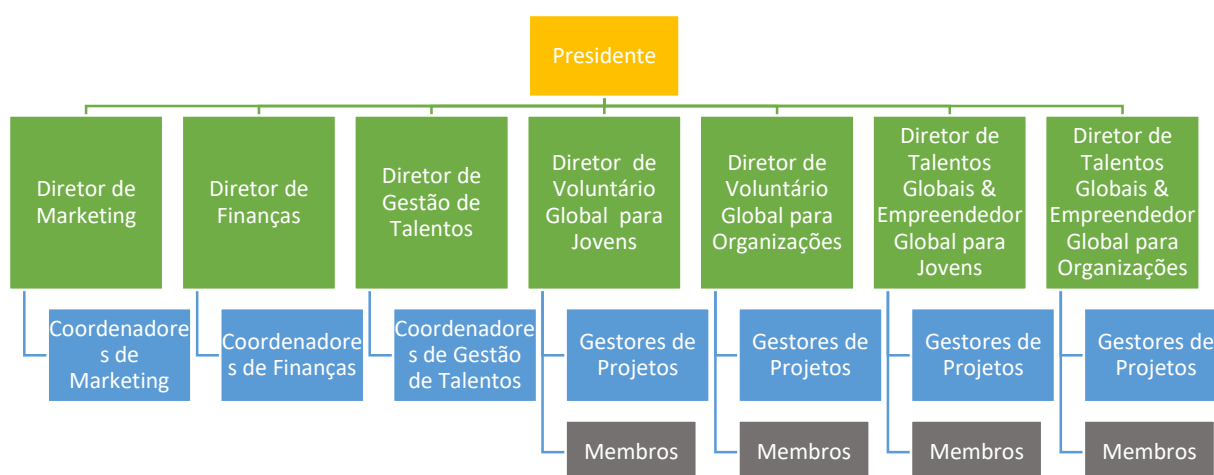 Presidente
Diretor de
Marketing
Diretor de
Finanças
Diretor de
Gestão de
Talentos
Diretor de
Voluntário
Global para
Jovens
Diretor de
Voluntário
Global para
Organizações
Diretor de
Talentos
Globais &
Empreendedor
Global para
Jovens
Diretor de
Talentos
Globais &
Empreendedor
Global para
Organizações
Coordenadore
s de
Marketing
Coordenadore
s de Finanças
Coordenadore
s de Gestão
de Talentos
Gestores de
Projetos
Gestores de
Projetos
Gestores de
Projetos
Gestores de
Projetos
Membros
Membros
Membros
Membros